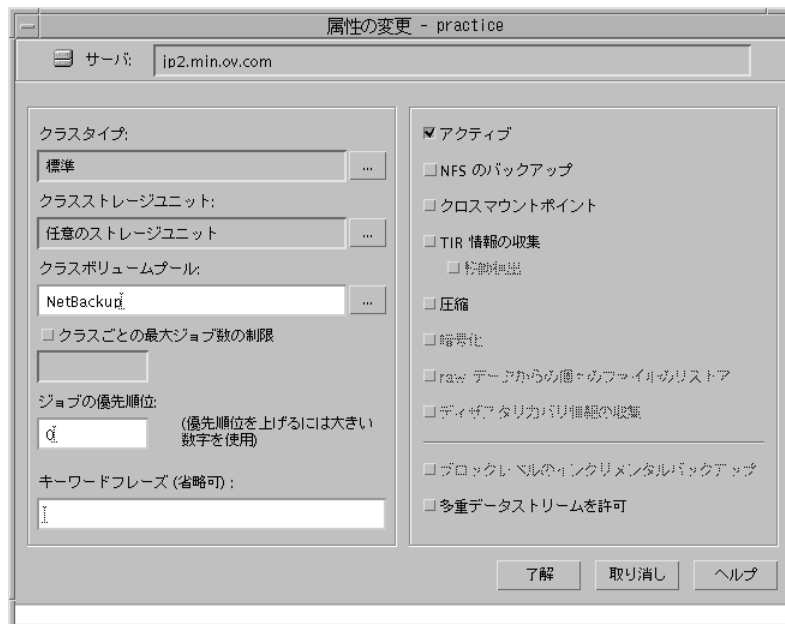 属性の変更 - practice
サーバ: jp2.min.ov.com
クラスタイプ:
標準
...
クラスストレージユニット:
任意のストレージユニット
...
クラスボリュームプール:
NetBackup
...
クラスごとの最大ジョブ数の制限
ジョブの優先順位:
0
(優先順位を上げるには大きい
数字を使用)
キーワードフレーズ (省略可) :
アクティブ
NFS のバックアップ
クロスマウントポイント
TIR 情報の収集
移動検出
圧縮
暗号化
raw データからの個々のファイルのリストア
ディザスタリカバリ情報の収集
ブロックレベルのインクリメンタルバックアップ
多重データストリームを許可
了解
取り消し
ヘルプ